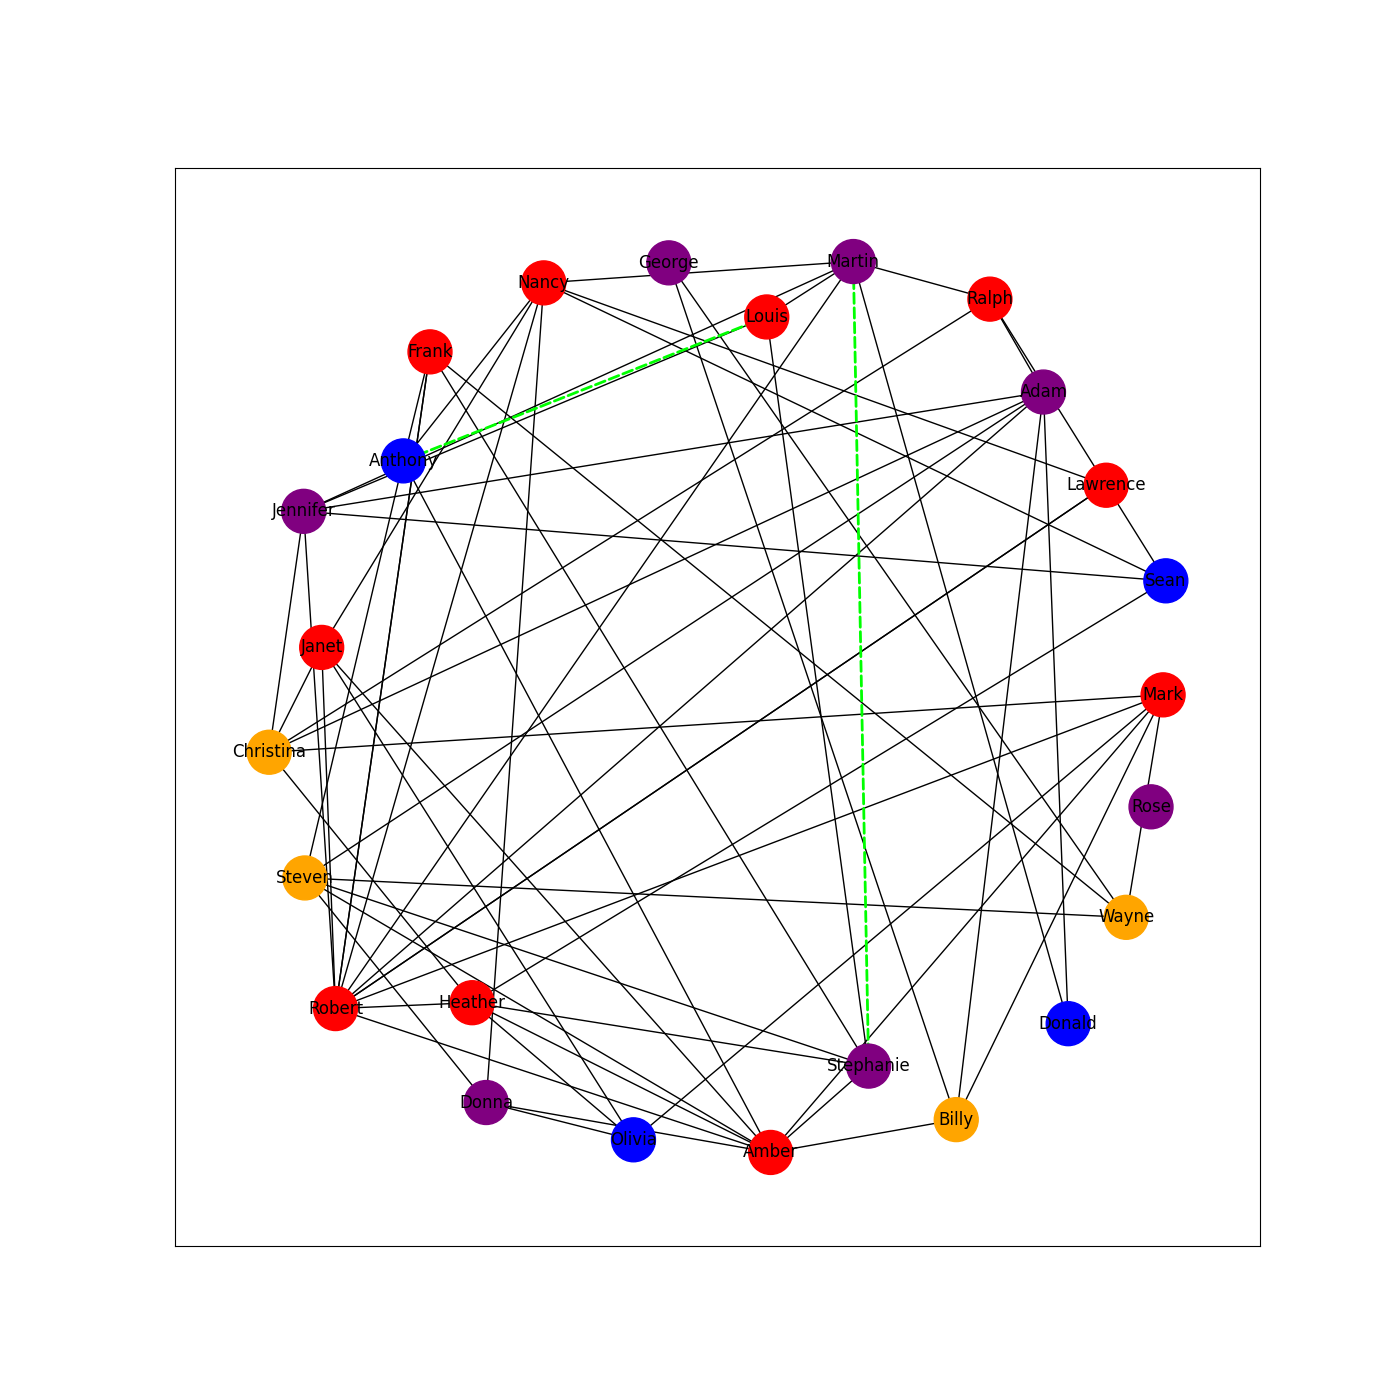 George
Martin
Nancy
Ralph
Louis
Frank
Adam
Anthony
Lawrence
Jennifer
Sean
Janet
Mark
Christina
Rose
Steven
Wayne
Heather
Robert
Donald
Stephanie
Donna
Billy
Olivia
Amber